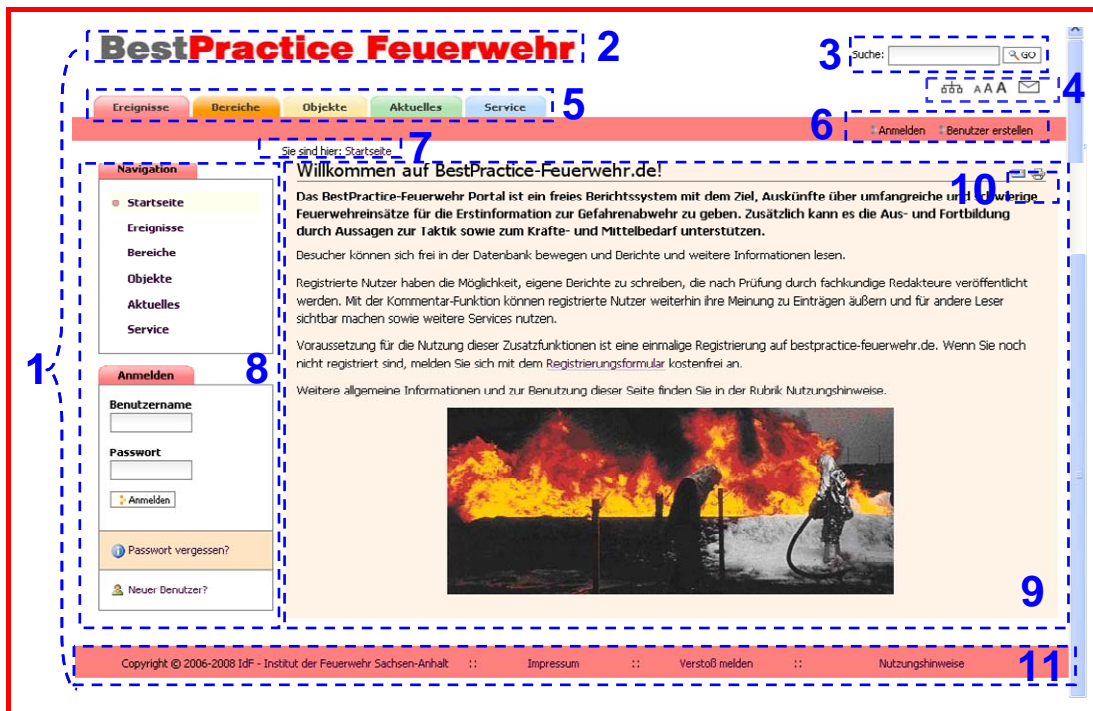 BestPractice Feuerwehr
2
3
Suche:
GO
A A A
4
Ereignisse
Bereiche
Objekte
Aktuelles
Service
5
6
Anmelden
Benutzer erstellen
Sie sind hier: Startseite
7
Navigation
Startseite
Ereignisse
Bereiche
Objekte
Aktuelles
Service
1
8
Anmelden
Benutzername
Passwort
Anmelden
Passwort vergessen?
Neuer Benutzer?
Willkommen auf BestPractice-Feuerwehr.de!
10
Das BestPractice-Feuerwehr Portal ist ein freies Berichtssystem mit dem Ziel, Auskünfte über umfangreiche und schwierige
Feuerwehreinsätze für die Erstinformation zur Gefahrenabwehr zu geben. Zusätzlich kann es die Aus- und Fortbildung
durch Aussagen zur Taktik sowie zum Kräfte- und Mittelbedarf unterstützen.
Besucher können sich frei in der Datenbank bewegen und Berichte und weitere Informationen lesen.
Registrierte Nutzer haben die Möglichkeit, eigene Berichte zu schreiben, die nach Prüfung durch fachkundige Redakteure veröffentlicht
werden. Mit der Kommentar-Funktion können registrierte Nutzer weiterhin ihre Meinung zu Einträgen äußern und für andere Leser
sichtbar machen sowie weitere Services nutzen.
Voraussetzung für die Nutzung dieser Zusatzfunktionen ist eine einmalige Registrierung auf bestpractice-feuerwehr.de. Wenn Sie noch
nicht registriert sind, melden Sie sich mit dem Registrierungsformular kostenfrei an.
Weitere allgemeine Informationen und zur Benutzung dieser Seite finden Sie in der Rubrik Nutzungshinweise.
9
Copyright © 2006-2008 IdF - Institut der Feuerwehr Sachsen-Anhalt :: Impressum :: Verstoß melden :: Nutzungshinweise
11